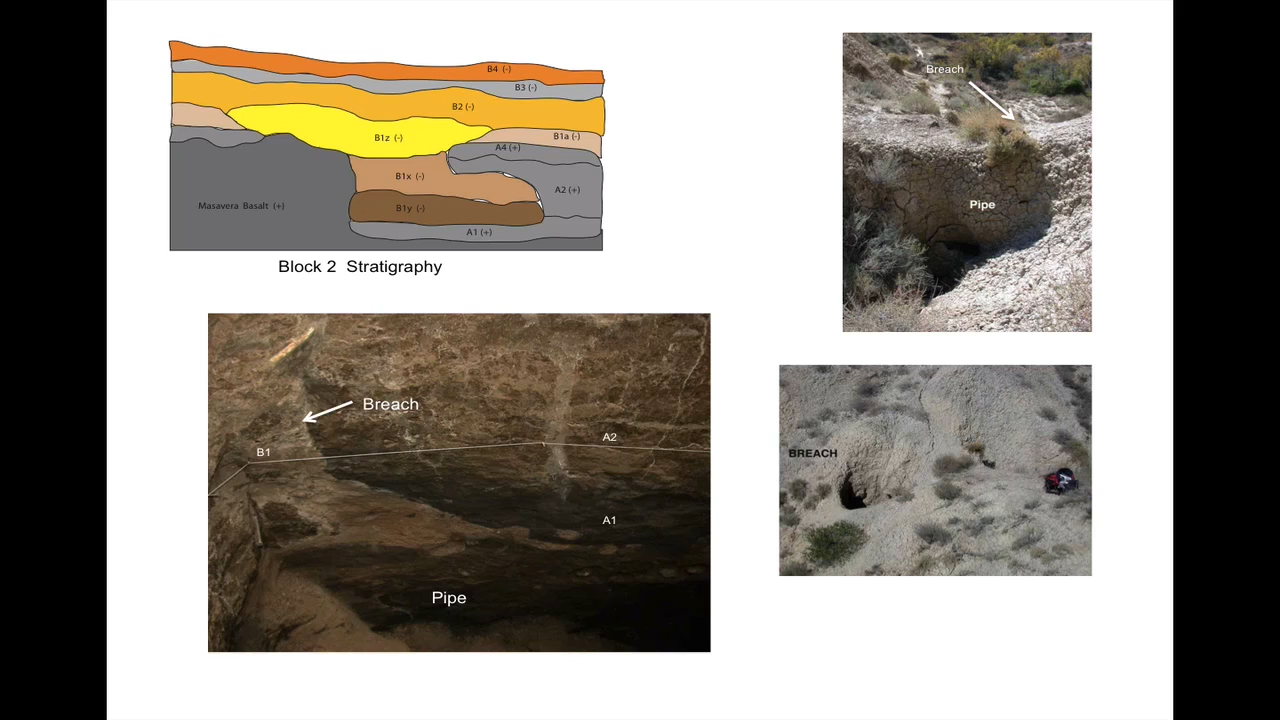 B4 (-)
B3 (-)
B2 (-)
B1z (-)
B1a (-)
A4 (+)
B1x (-)
A2 (+)
Masavera Basalt (+)
B1y (-)
A1 (+)
Block 2 Stratigraphy
Breach
Pipe
Breach
B1
A2
A1
Pipe
BREACH